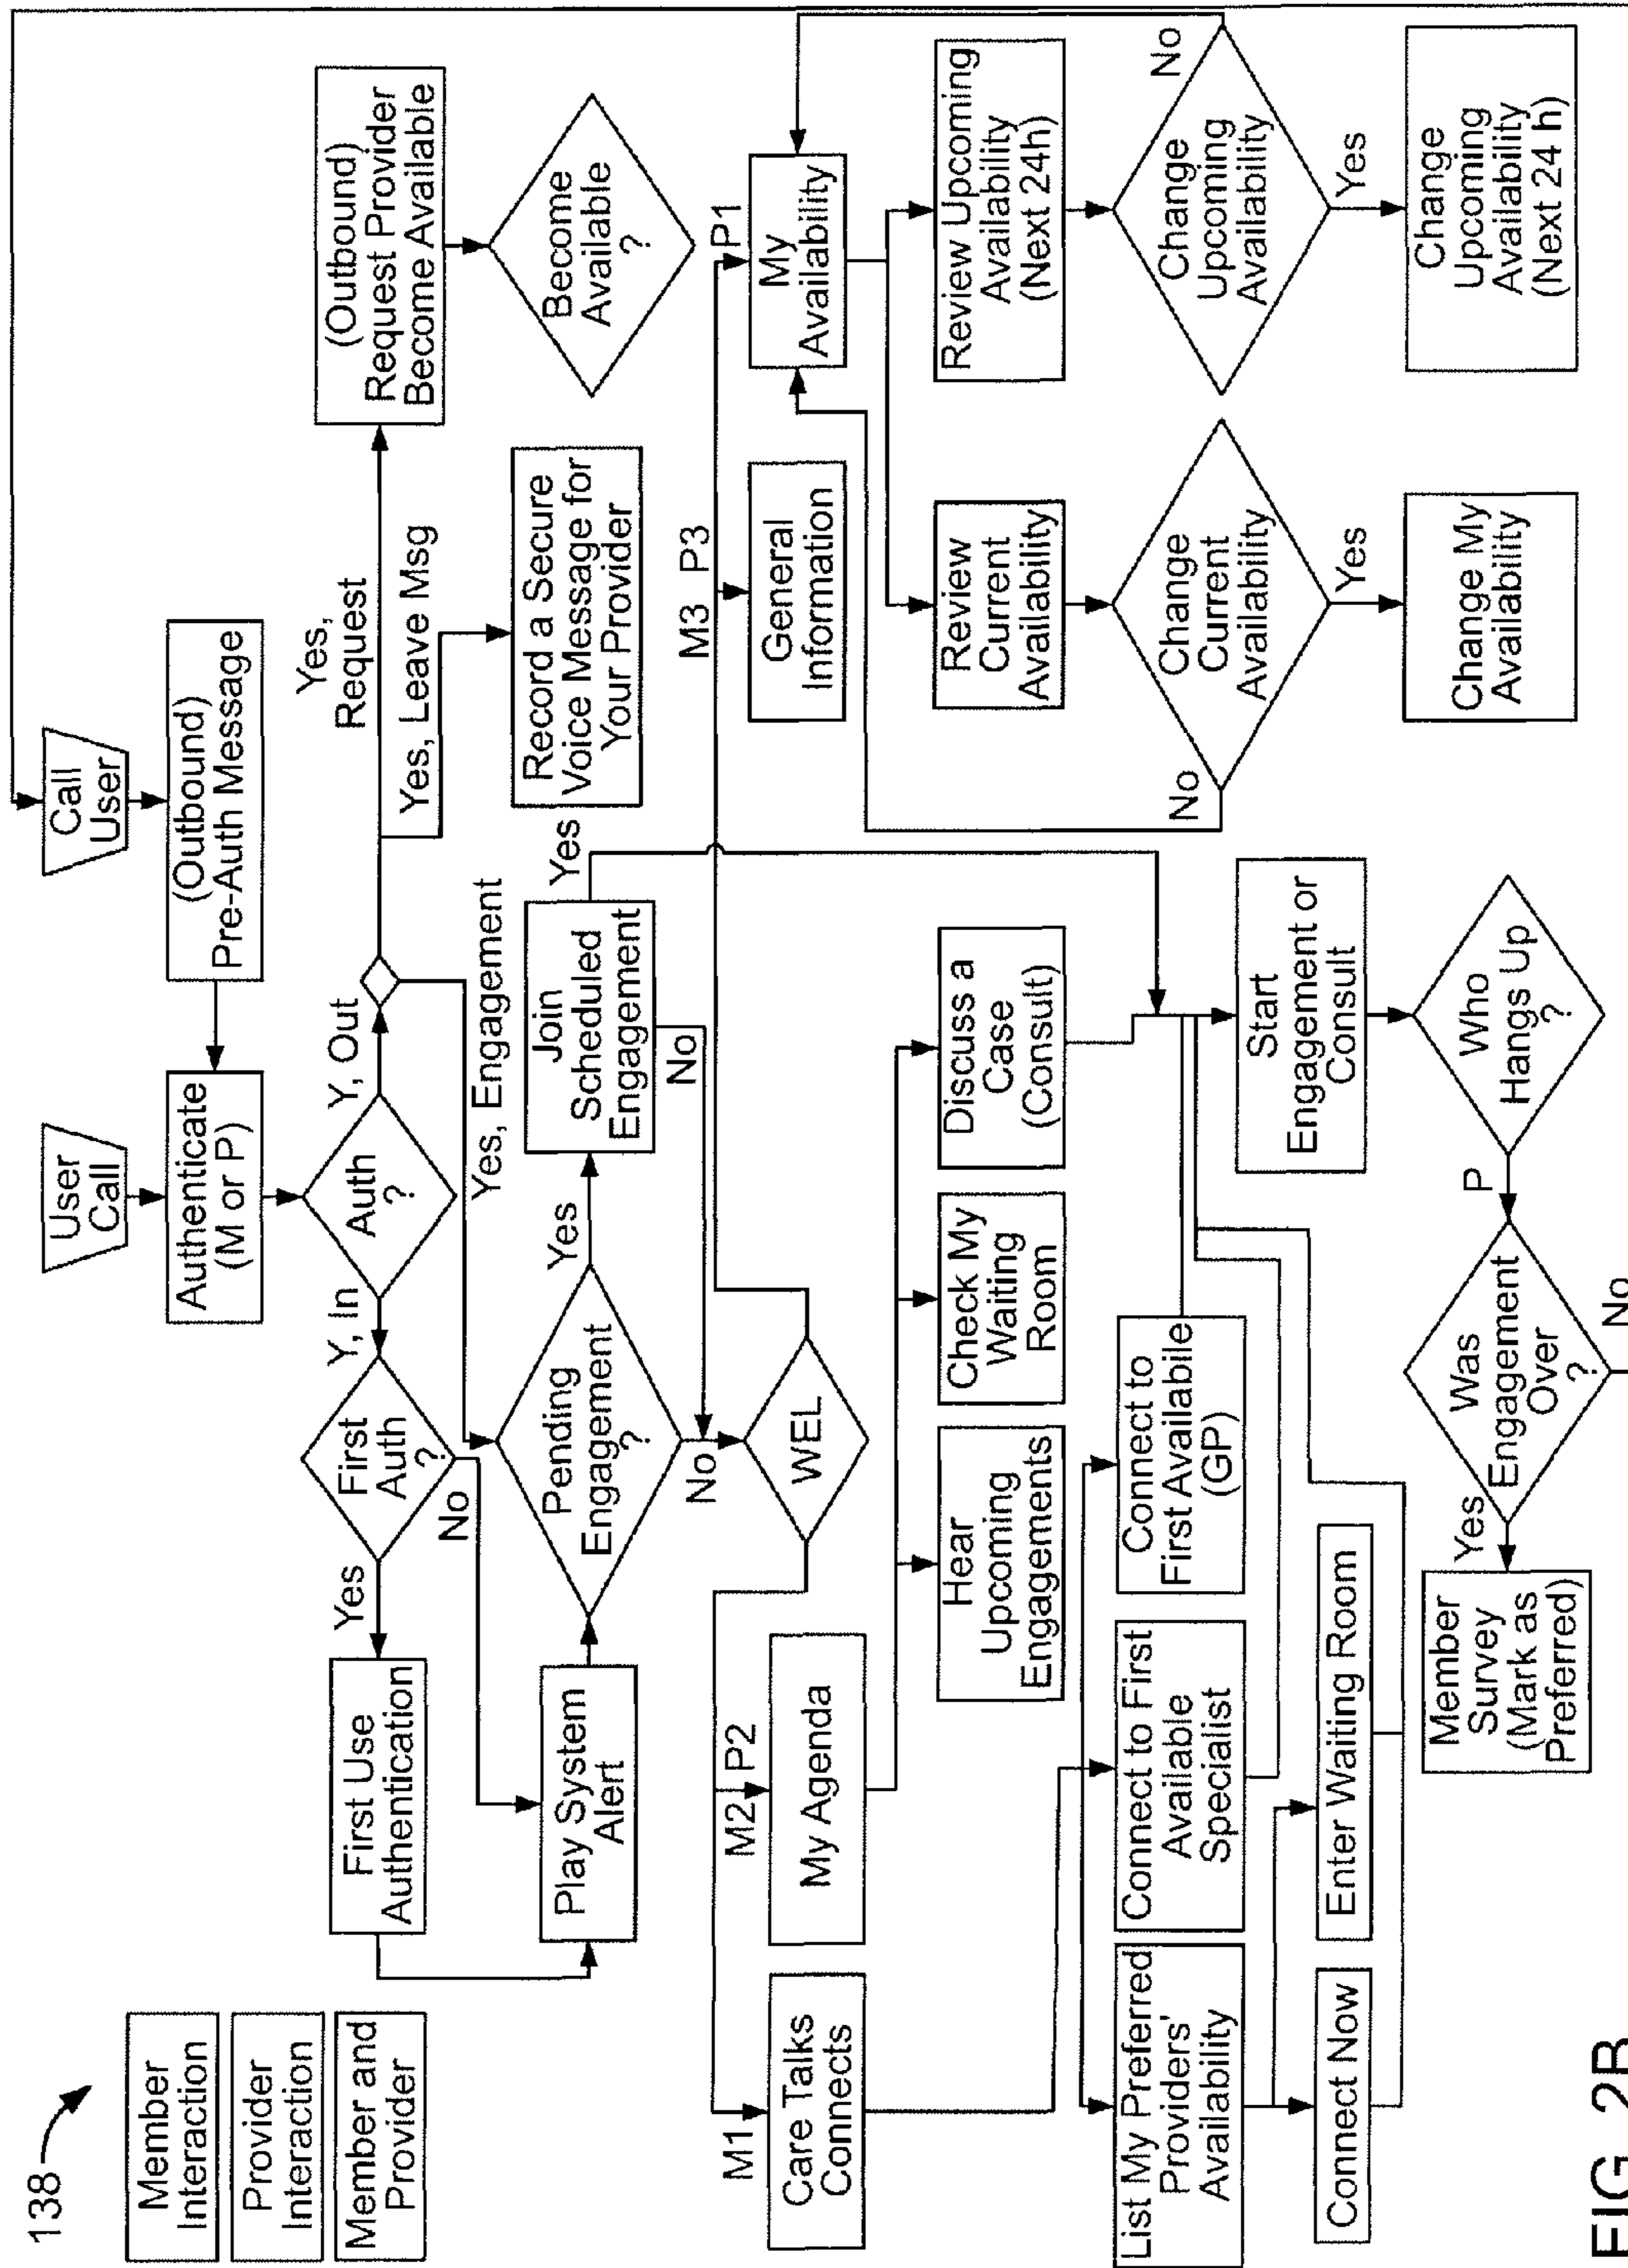 138
Member
Interaction
Provider
Interaction
Member and
Provider
User
Call
Call
User
Authenticate
(M or P)
(Outbound)
Pre-Auth Message
First Use
Authentication
Yes
First
Auth
?
No
Y, In
Auth
?
Y, Out
Yes,
Request
Yes, Leave Msg
Yes, Engagement
(Outbound)
Request Provider
Become Available
Become
Available
?
Record a Secure
Voice Message for
Your Provider
Play System
Alert
Pending
Engagement
?
Yes
No
Join
Scheduled
Engagement
Yes
No
WEL
M1
M2 P2
M3 P3
P1
Care Talks
Connects
My Agenda
General
Information
My
Availability
Hear
Upcoming
Engagements
Check My
Waiting
Room
Discuss a
Case
(Consult)
Review
Current
Availability
Review Upcoming
Availability
(Next 24h)
List My Preferred
Providers'
Availability
Connect to First
Available
Specialist
Connect to
First Availabile
(GP)
Start
Engagement or
Consult
No
Change
Current
Availability
Yes
Change
Upcoming
Availability
No
Yes
Connect Now
Enter Waiting Room
Change My
Availability
Change
Upcoming
Availability
(Next 24 h)
Member
Survey
(Mark as
Preferred)
Yes
Was
Engagement
Over
?
No
P
Who
Hangs Up
?
FIG. 2B